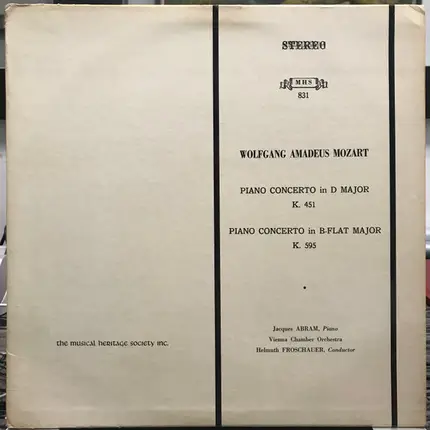 STEREO
MHS
831
WOLFGANG AMADEUS MOZART
PIANO CONCERTO in D MAJOR
K. 451
PIANO CONCERTO in B-FLAT MAJOR
K. 595
Jacques ABRAM, Piano
Vienna Chamber Orchestra
Helmuth FROSCHAUER, Conductor
the musical heritage society inc.